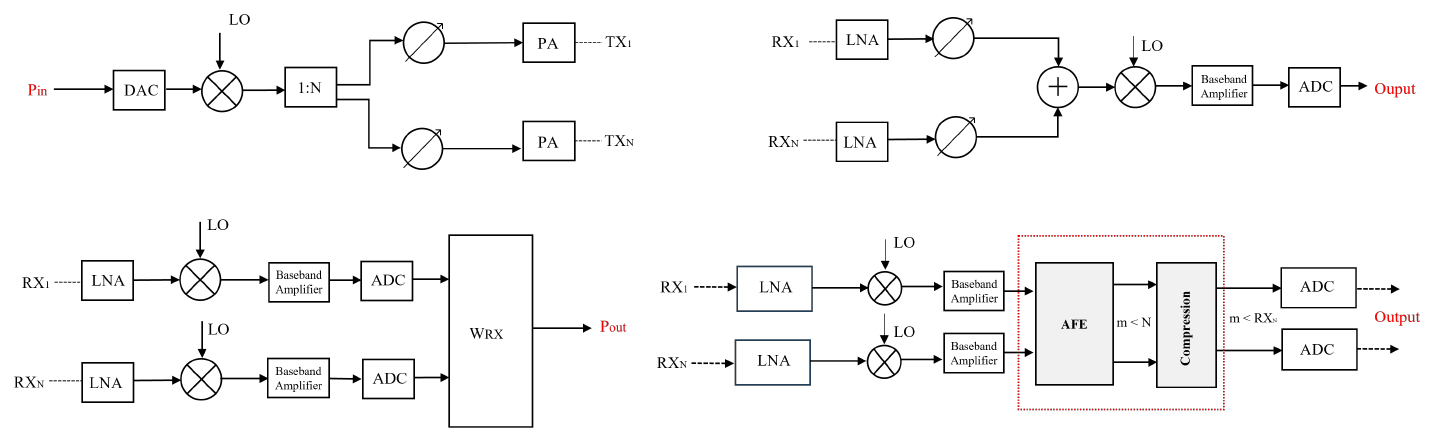 LO
Pin
DAC
1:N
PA
TX1
PA
TXN
RX1
LNA
RXN
LNA
LO
Baseband
Amplifier
ADC
Ouput
RX1
LNA
LO
Baseband
Amplifier
ADC
RXN
LNA
LO
Baseband
Amplifier
ADC
WRX
Pout
RX1
LNA
LO
Baseband
Amplifier
RXN
LNA
LO
Baseband
Amplifier
AFE
m < N
Compression
m < RXN
ADC
ADC
Output